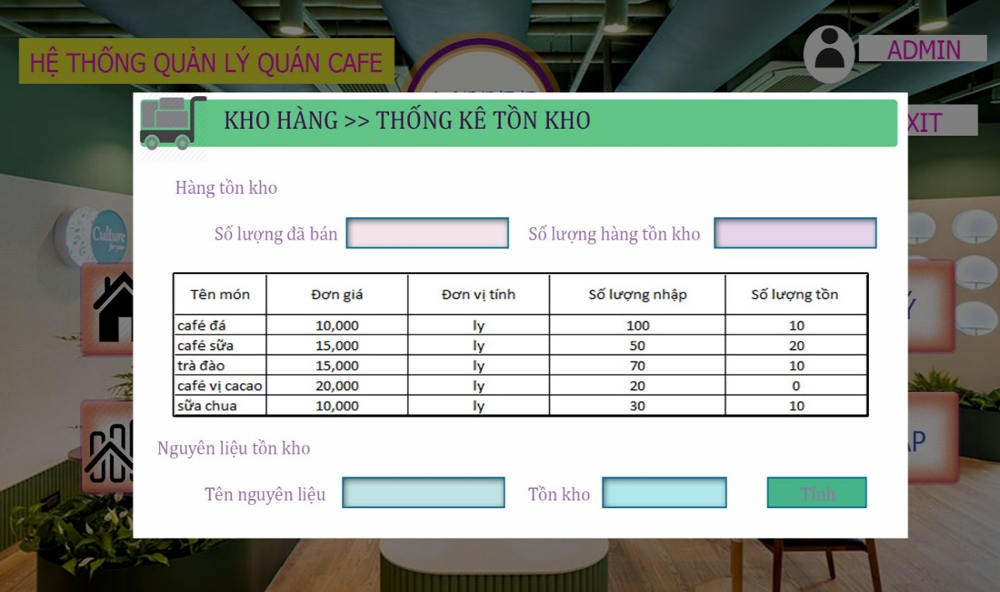 HỆ THỐNG QUẢN LÝ QUÁN CAFE
ADMIN
XIT
KHO HÀNG >> THỐNG KÊ TỒN KHO
Culture
for you
Hàng tồn kho
Số lượng đã bán Số lượng hàng tồn kho
Tên món Đơn giá Đơn vị tính Số lượng nhập Số lượng tồn
café đá 10,000 ly 100 10
café sữa 15,000 ly 50 20
trà đào 15,000 ly 70 10
café vị cacao 20,000 ly 20 0
sữa chua 10,000 ly 30 10
Nguyên liệu tồn kho
Tên nguyên liệu Tồn kho Tính